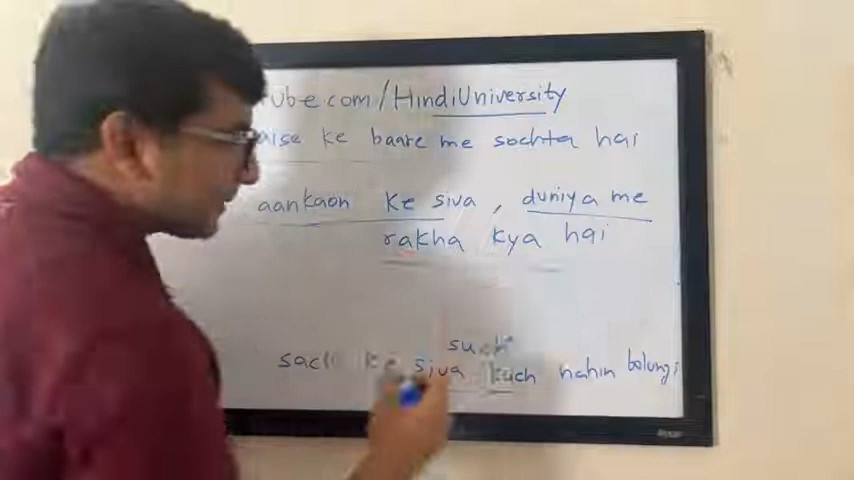 ube.com/HindiUniversity
aise ke baare me sochta hai
aankaon ke siva, duniya me
rakha kya hai
such
sach ke siva kuch nahin bolungi